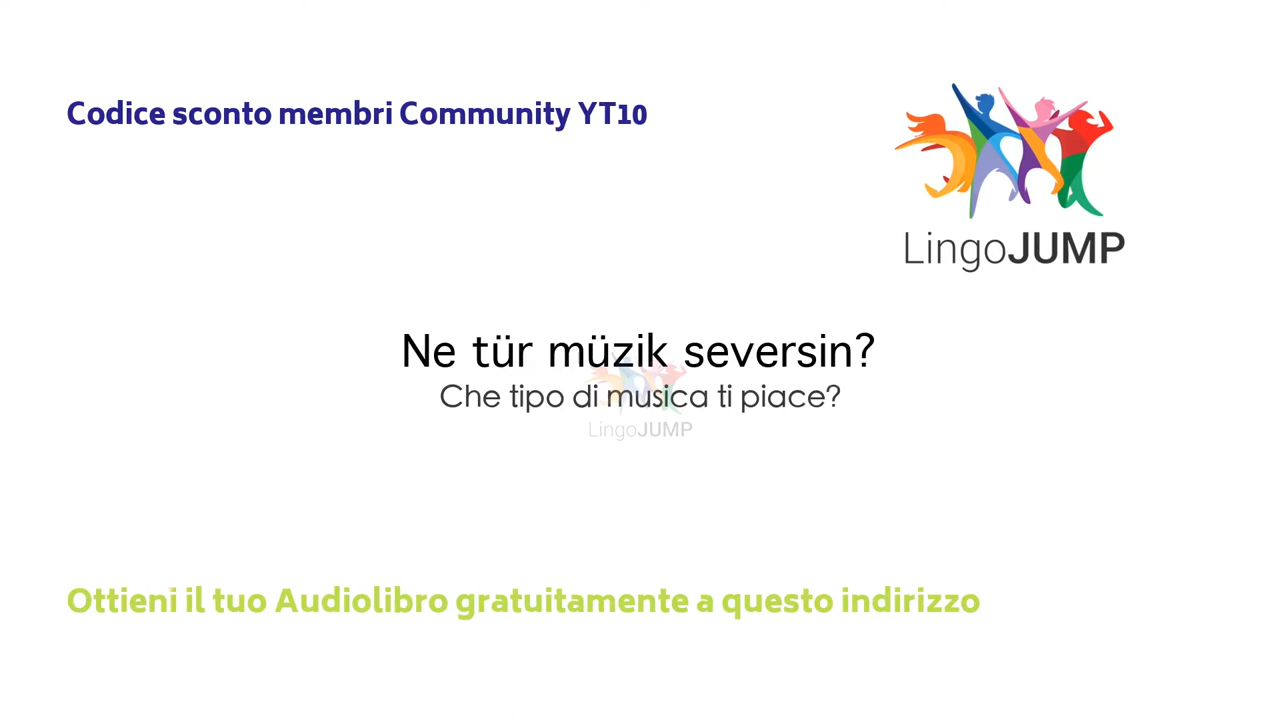 Codice sconto membri Community YT10
LingoJUMP
Ne tür müzik seversin?
Che tipo di musica ti piace?
LingoJUMP
Ottieni il tuo Audiolibro gratuitamente a questo indirizzo